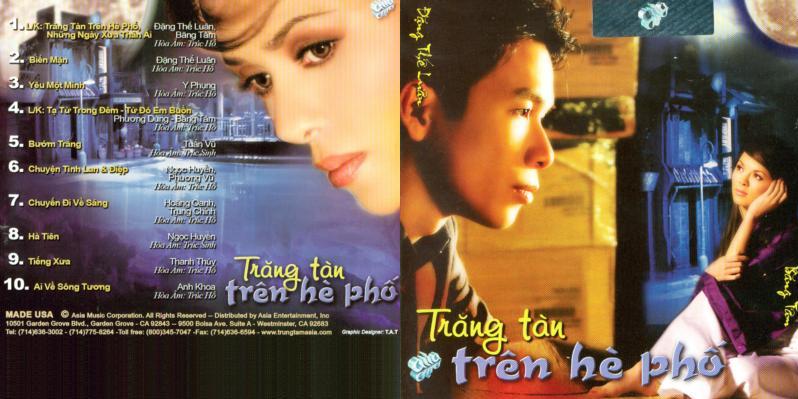 1. L/K: Trăng Tàn Trên Hè Phố
Những Ngày Xưa Thân Ái
Đặng Thế Luân,
Băng Tâm
Hòa Âm: Trúc Hồ
2. Biển Mặn
Đặng Thế Luân
Hòa Âm: Trúc Hồ
3. Yêu Một Mình
Y Phụng
Hòa Âm: Trúc Hồ
4. L/K: Tạ Từ Trong Đêm - Từ Đó Em Buồn
Phương Dung - Băng Tâm
Hòa Âm: Trúc Hồ
5. Bướm Trắng
Tuấn Vũ
Hòa Âm: Trúc Sinh
6. Chuyện Tình Lan & Điệp
Ngọc Huyền,
Phương Vũ
Hòa Âm: Trúc Hồ
7. Chuyến Đi Về Sáng
Hoàng Oanh,
Trung Chỉnh
Hòa Âm: Trúc Hồ
8. Hà Tiên
Ngọc Huyền
Hòa Âm: Trúc Sinh
9. Tiếng Xưa
Thanh Thúy
Hòa Âm: Trúc Hồ
10. Ai Về Sông Tương
Anh Khoa
Hòa Âm: Trúc Hồ
Trăng tàn
trên hè phố
MADE USA © Asia Music Corporation. All Rights Reserved -- Distributed by Asia Entertainment, Inc
10501 Garden Grove Blvd., Garden Grove - CA 92843 -- 9500 Bolsa Ave. Suite A - Westminster, CA 92683
Tel: (714)636-3002 - (714)775-8264 -Toll free: (800)345-7047 -Fax: (714)636-6594 - www.trungtamasia.com
Graphic Designer: T.A.T
Đặng Thế Luân
Băng Tâm
Trăng tàn
trên hè phố